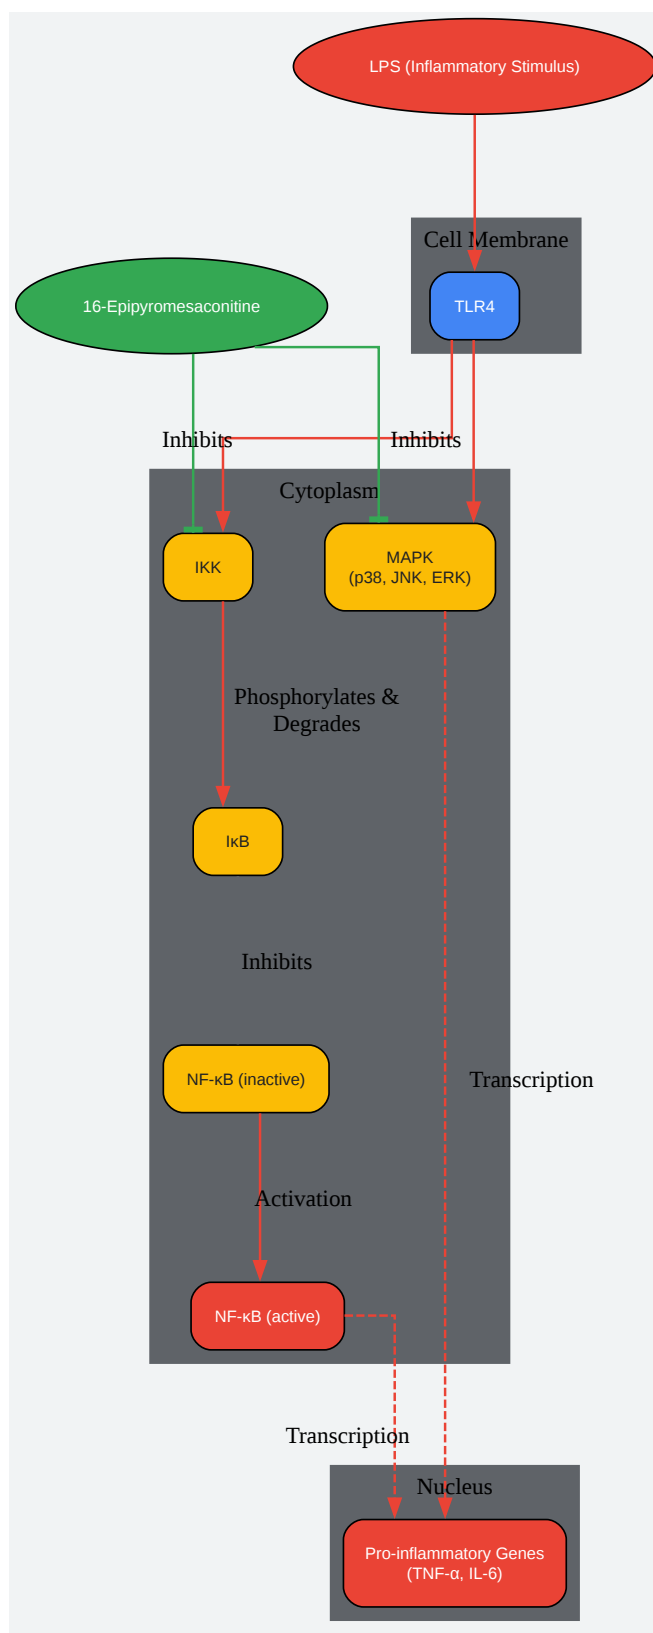 LPS (Inflammatory Stimulus)
Cell Membrane
16-Epipyromesaconitine
TLR4
Inhibits
Inhibits
Cytoplasm
IKK
MAPK
(p38, JNK, ERK)
Phosphorylates &
Degrades
IκB
Inhibits
NF-κB (inactive)
Transcription
Activation
NF-κB (active)
Transcription
Nucleus
Pro-inflammatory Genes
(TNF-α, IL-6)